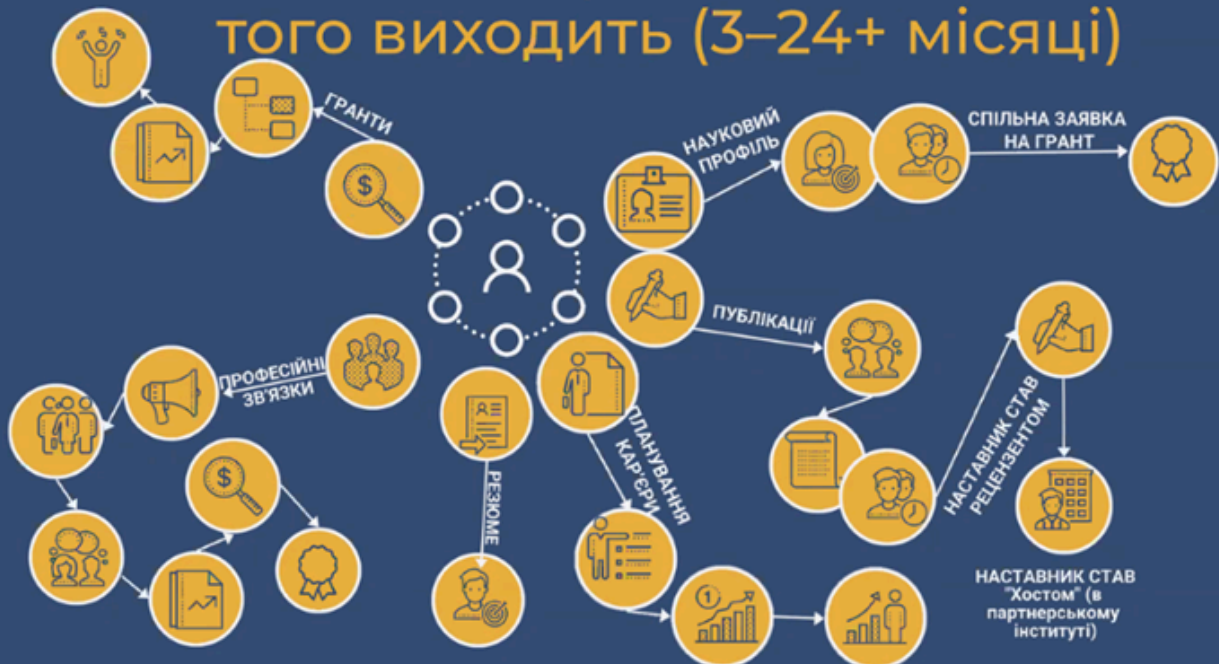 того виходить (3–24+ місяці)
ГРАНТИ
НАУКОВИЙ
ПРОФІЛЬ
СПІЛЬНА ЗАЯВКА
НА ГРАНТ
ПУБЛІКАЦІЇ
ПРОФЕСІЙНІ
ЗВ'ЯЗКИ
РЕЗЮМЕ
ПЛАНУВАННЯ
КАР'ЄРИ
НАСТАВНИК СТАВ
РЕЦЕНЗЕНТОМ
НАСТАВНИК СТАВ
"Хостом" (в
партнерському
інституті)